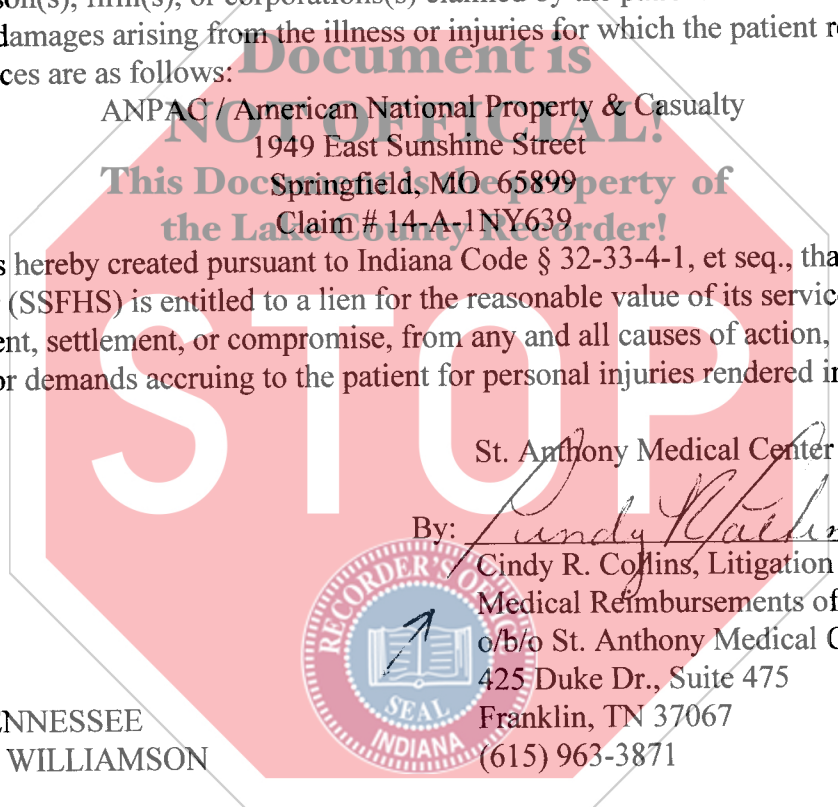 damages arising from the illness or injuries for which the patient
ces are as follows:
Document is
ANPAC / American National Property & Casualty
NOT OFFICIAL!
1949 East Sunshine Street
This Document is the property of
Springfield, MO 65899
the Lake County Recorder!
Claim # 14-A-1NY639
s hereby created pursuant to Indiana Code § 32-33-4-1, et seq., tha
(SSFHS) is entitled to a lien for the reasonable value of its servic
ent, settlement, or compromise, from any and all causes of action,
or demands accruing to the patient for personal injuries rendered in
STOP
St. Anthony Medical Center
By:
Cindy R. Collins, Litigation
Medical Reimbursements of
o/b/o St. Anthony Medical C
425 Duke Dr., Suite 475
Franklin, TN 37067
(615) 963-3871
RECORDER'S OFFICE
SEAL
INDIANA
ENNESSEE
WILLIAMSON